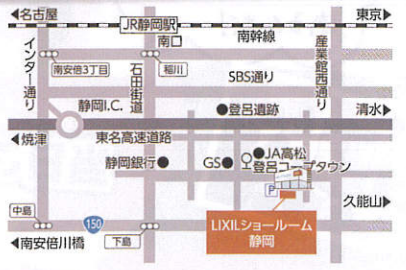 ◀名古屋
東京▶
JR静岡駅
南口
南幹線
インター通り
南安倍3丁目
石田街道
稲川
産業館西通り
SBS通り
静岡I.C.
●登呂遺跡
清水▶
◀焼津
東名高速道路
静岡銀行●
GS●
●JA高松
登呂コープタウン
P
久能山▶
中島
150
LIXILショールーム
静岡
下島
◀南安倍川橋